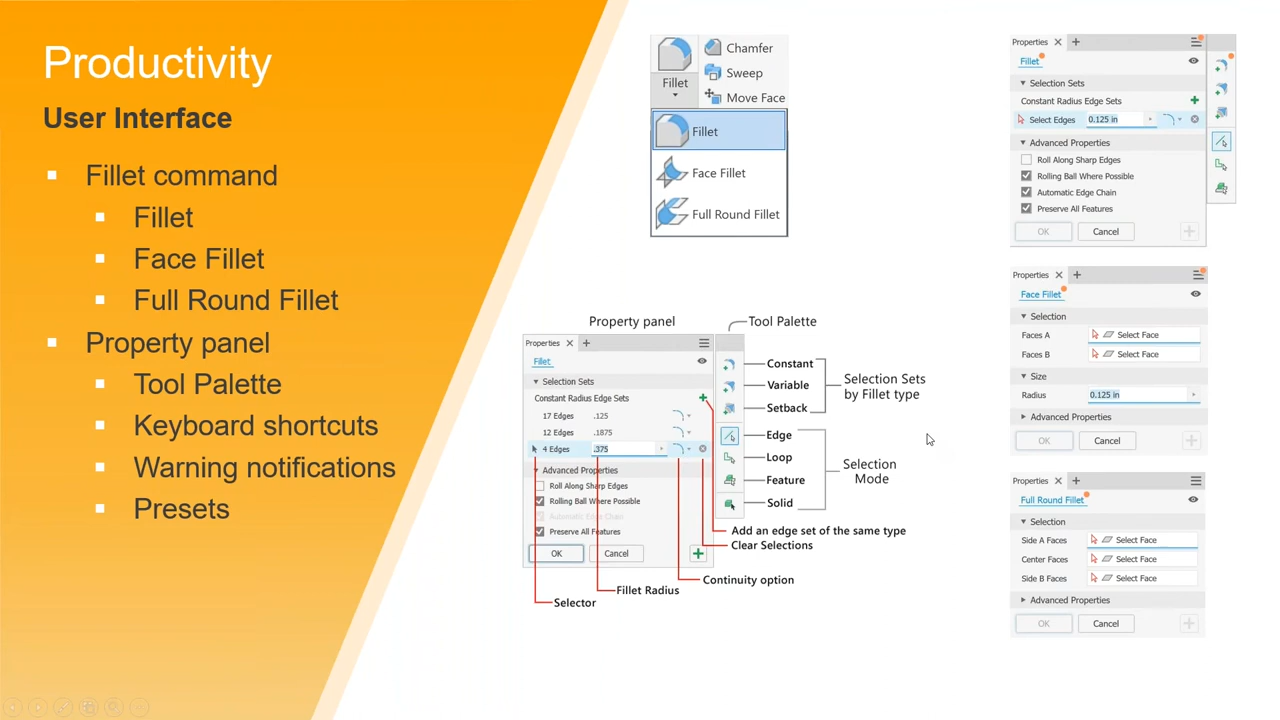 Productivity
User Interface
Fillet command
Fillet
Face Fillet
Full Round Fillet
Property panel
Tool Palette
Keyboard shortcuts
Warning notifications
Presets
Fillet
Chamfer
Sweep
Move Face
Fillet
Face Fillet
Full Round Fillet
Property panel
Tool Palette
Properties
Fillet
Selection Sets
Constant Radius Edge Sets
17 Edges .125
12 Edges .1875
4 Edges .375
Advanced Properties
Roll Along Sharp Edges
Rolling Ball Where Possible
Automatic Edge Chain
Preserve All Features
OK Cancel
Constant
Variable
Setback
Selection Sets
by Fillet type
Edge
Loop
Feature
Solid
Selection
Mode
Add an edge set of the same type
Clear Selections
Continuity option
Fillet Radius
Selector
Properties
Fillet
Selection Sets
Constant Radius Edge Sets
Select Edges 0.125 in
Advanced Properties
Roll Along Sharp Edges
Rolling Ball Where Possible
Automatic Edge Chain
Preserve All Features
OK Cancel
Properties
Face Fillet
Selection
Faces A Select Face
Faces B Select Face
Size
Radius 0.125 in
Advanced Properties
OK Cancel
Properties
Full Round Fillet
Selection
Side A Faces Select Face
Center Faces Select Face
Side B Faces Select Face
Advanced Properties
OK Cancel